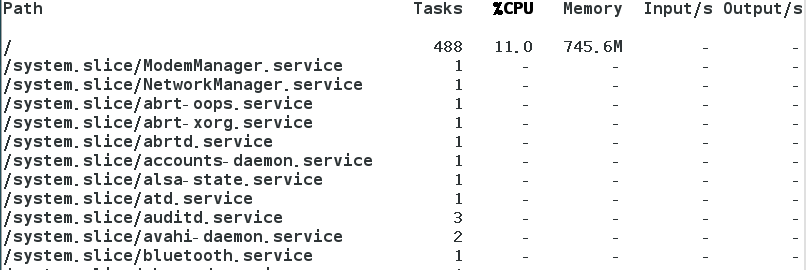 Path Tasks %CPU Memory Input/s Output/s
/ 488 11.0 745.6M - -
/system.slice/ModemManager.service 1 - - - -
/system.slice/NetworkManager.service 1 - - - -
/system.slice/abrt-oops.service 1 - - - -
/system.slice/abrt-xorg.service 1 - - - -
/system.slice/abrtd.service 1 - - - -
/system.slice/accounts-daemon.service 1 - - - -
/system.slice/alsa-state.service 1 - - - -
/system.slice/atd.service 1 - - - -
/system.slice/auditd.service 3 - - - -
/system.slice/avahi-daemon.service 2 - - - -
/system.slice/bluetooth.service 1 - - - -